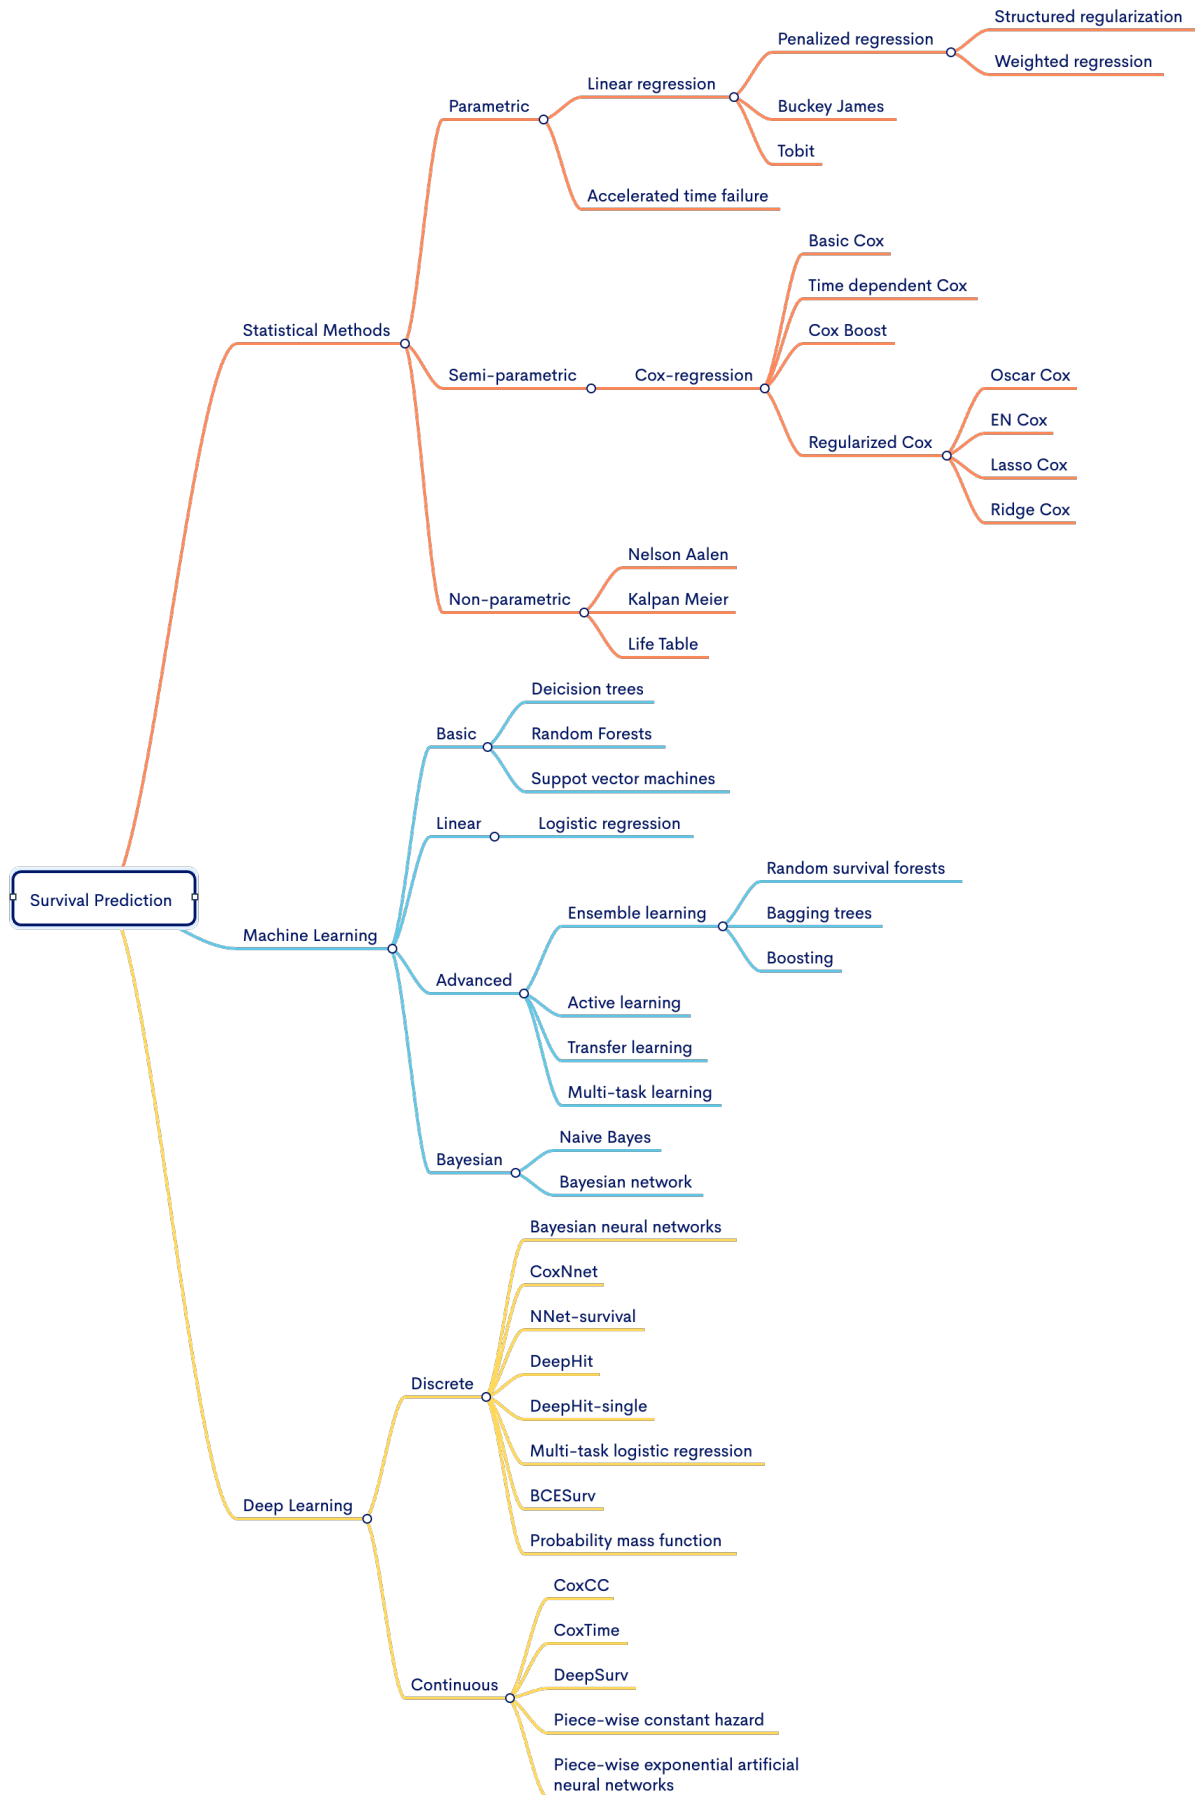 Structured regularization
Penalized regression
Weighted regression
Linear regression
Parametric
Buckey James
Tobit
Accelerated time failure
Basic Cox
Time dependent Cox
Statistical Methods
Cox Boost
Semi-parametric
Cox-regression
Oscar Cox
EN Cox
Regularized Cox
Lasso Cox
Ridge Cox
Nelson Aalen
Non-parametric
Kalpan Meier
Life Table
Deicision trees
Basic
Random Forests
Suppot vector machines
Linear
Logistic regression
Random survival forests
Survival Prediction
Ensemble learning
Bagging trees
Machine Learning
Boosting
Advanced
Active learning
Transfer learning
Multi-task learning
Naive Bayes
Bayesian
Bayesian network
Bayesian neural networks
CoxNnet
NNet-survival
DeepHit
Discrete
DeepHit-single
Multi-task logistic regression
BCESurv
Deep Learning
Probability mass function
CoxCC
CoxTime
DeepSurv
Continuous
Piece-wise constant hazard
Piece-wise exponential artificial
neural networks